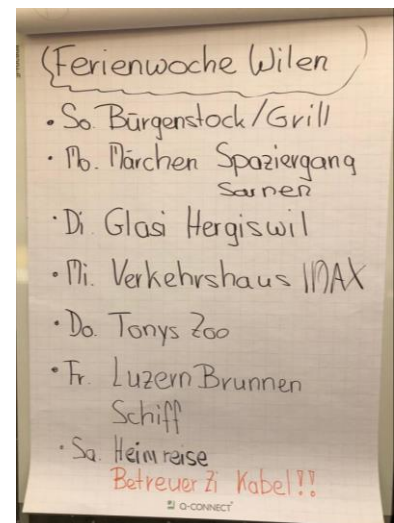 Ferienwoche Wilen
• So. Bürgenstock/Grill
• Mo. Märchen Spaziergang
Sarnen
• Di Glasi Hergiswil
• Mi. Verkehrshaus IMAX
• Do. Tonys Zoo
• Fr. Luzern Brunnen
Schiff
• Sa. Heimreise
Betreuer Zi Kabel!!
Q-CONNECT